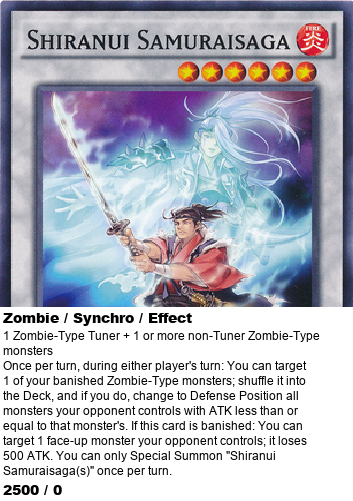 SHIRANUI SAMURAISAGA
FIRE
炎
Zombie / Synchro / Effect
1 Zombie-Type Tuner + 1 or more non-Tuner Zombie-Type
monsters
Once per turn, during either player's turn: You can target
1 of your banished Zombie-Type monsters; shuffle it into
the Deck, and if you do, change to Defense Position all
monsters your opponent controls with ATK less than or
equal to that monster's. If this card is banished: You can
target 1 face-up monster your opponent controls; it loses
500 ATK. You can only Special Summon "Shiranui
Samuraisaga(s)" once per turn.
2500 / 0